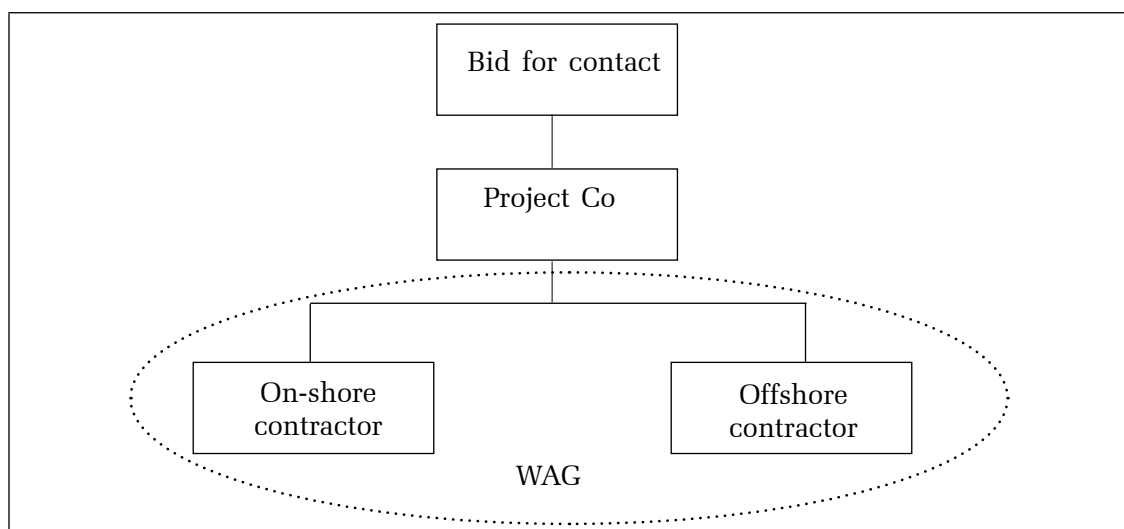 Bid for contact
Project Co
On-shore
contractor
Offshore
contractor
WAG